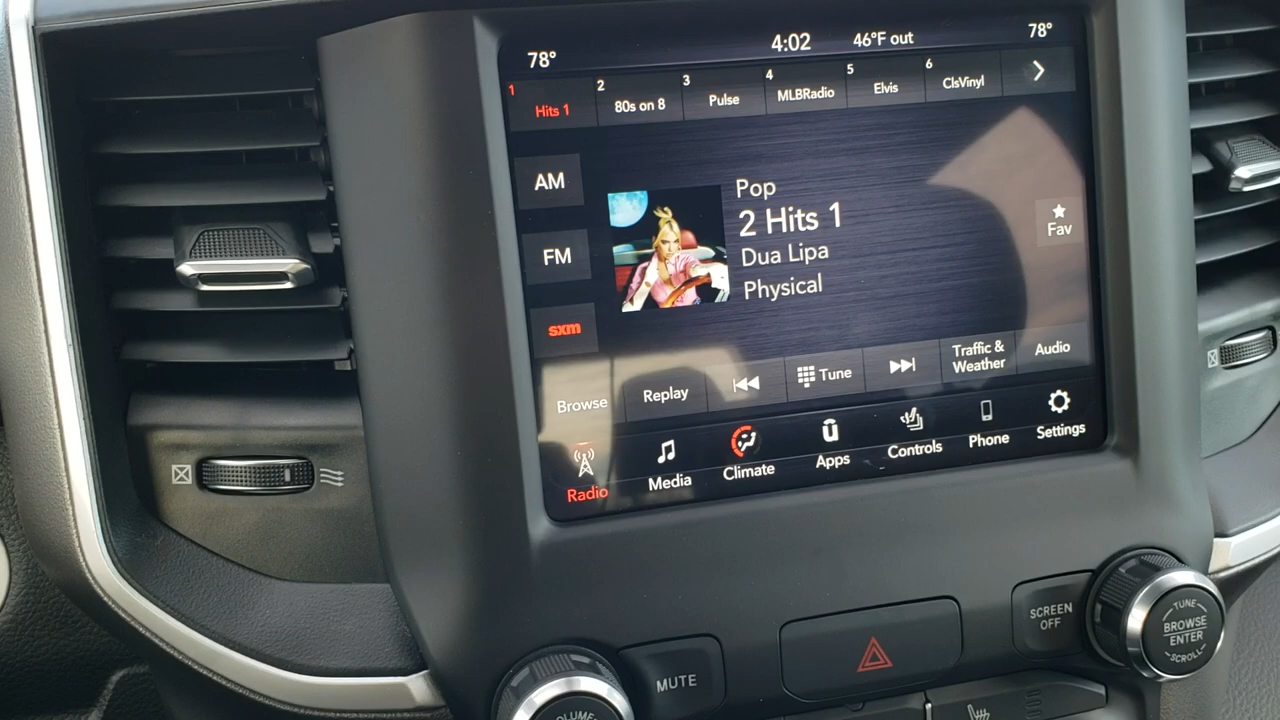 78°
4:02
46°F out
78°
1
Hits 1
2
80s on 8
3
Pulse
4
MLBRadio
5
Elvis
6
ClsVinyl
AM
FM
sxm
Pop
2 Hits 1
Dua Lipa
Physical
Fav
Browse
Replay
Tune
Traffic &
Weather
Audio
Radio
Media
Climate
Apps
Controls
Phone
Settings
MUTE
SCREEN
OFF
TUNE
BROWSE
ENTER
SCROLL
VOLUME